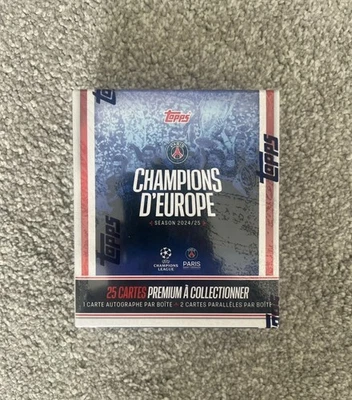 Topps
CHAMPIONS
D'EUROPE
SEASON 2024/25
CHAMPIONS
LEAGUE
PARIS
Topps
Topps
25 CARTES PREMIUM À COLLECTIONNER
1 CARTE AUTOGRAPHE PAR BOÎTE 2 CARTES PARALLÈLES PAR BOÎTE